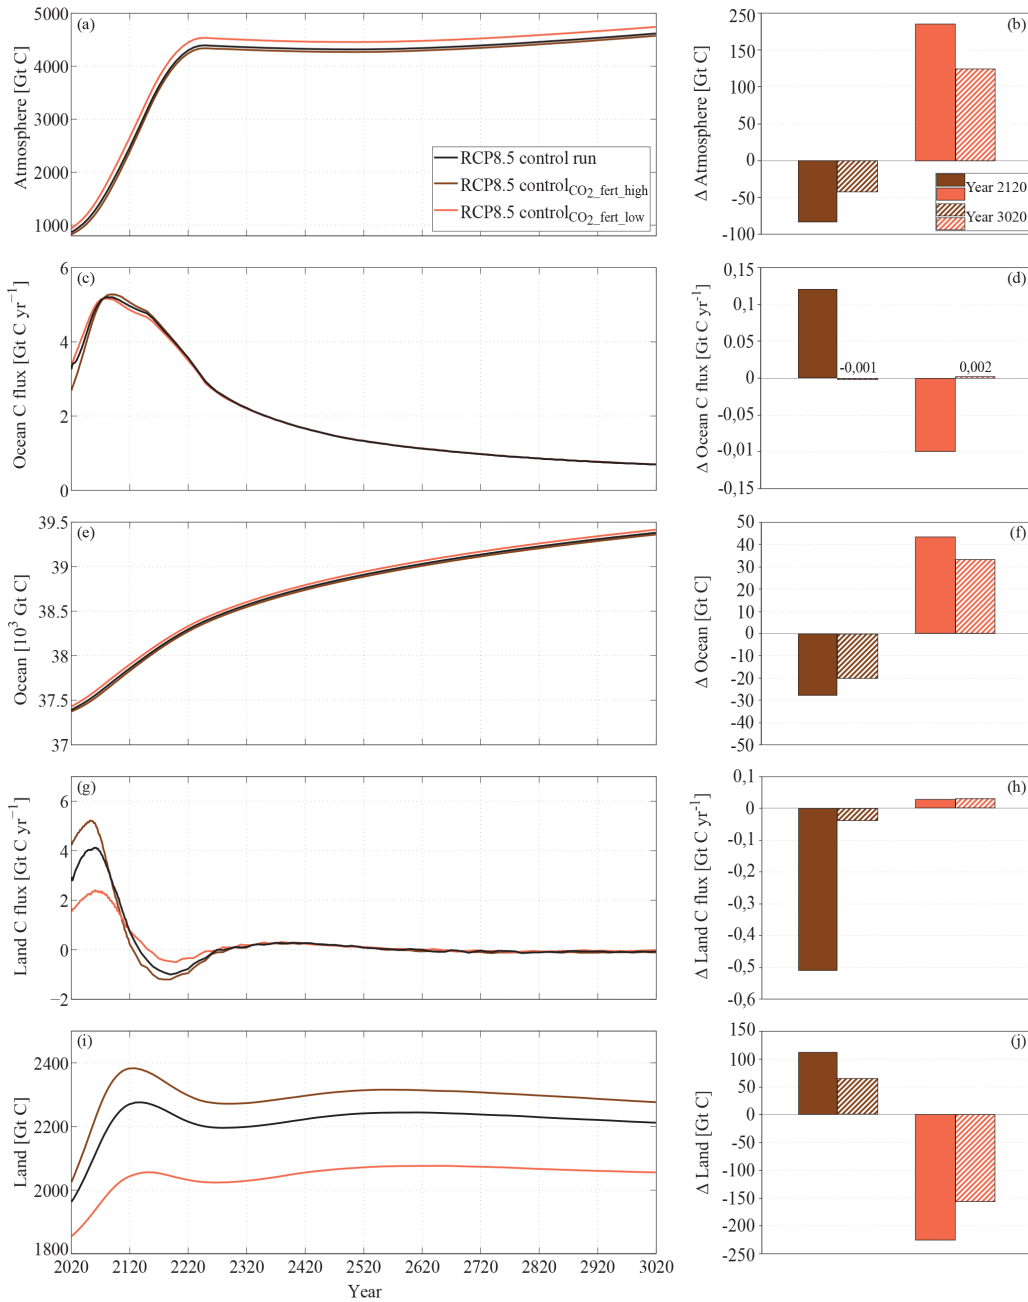 (a)
Atmosphere [Gt C]
5000
4000
3000
2000
1000
RCP8.5 control run
RCP8.5 control_CO2_fert_high
RCP8.5 control_CO2_fert_low
(b)
Δ Atmosphere [Gt C]
250
200
150
100
50
0
-50
-100
Year 2120
Year 3020
(c)
Ocean C flux [Gt C yr⁻¹]
6
4
2
0
(d)
Δ Ocean C flux [Gt C yr⁻¹]
0,15
0,1
0.05
0
-0,05
-0,01
-0,15
-0,001
0,002
(e)
Ocean [10³ Gt C]
39.5
39
38.5
38
37.5
37
(f)
Δ Ocean [Gt C]
50
40
30
20
10
0
-10
-20
-30
-40
-50
(g)
Land C flux [Gt C yr⁻¹]
6
4
2
0
−2
(h)
Δ Land C flux [Gt C yr⁻¹]
0,1
0
-0,1
-0,2
-0,3
-0,4
-0,5
-0,6
(i)
Land [Gt C]
2400
2200
2000
1800
2020 2120 2220 2320 2420 2520 2620 2720 2820 2920 3020
Year
(j)
Δ Land [Gt C]
150
100
50
0
-50
-100
-150
-200
-250